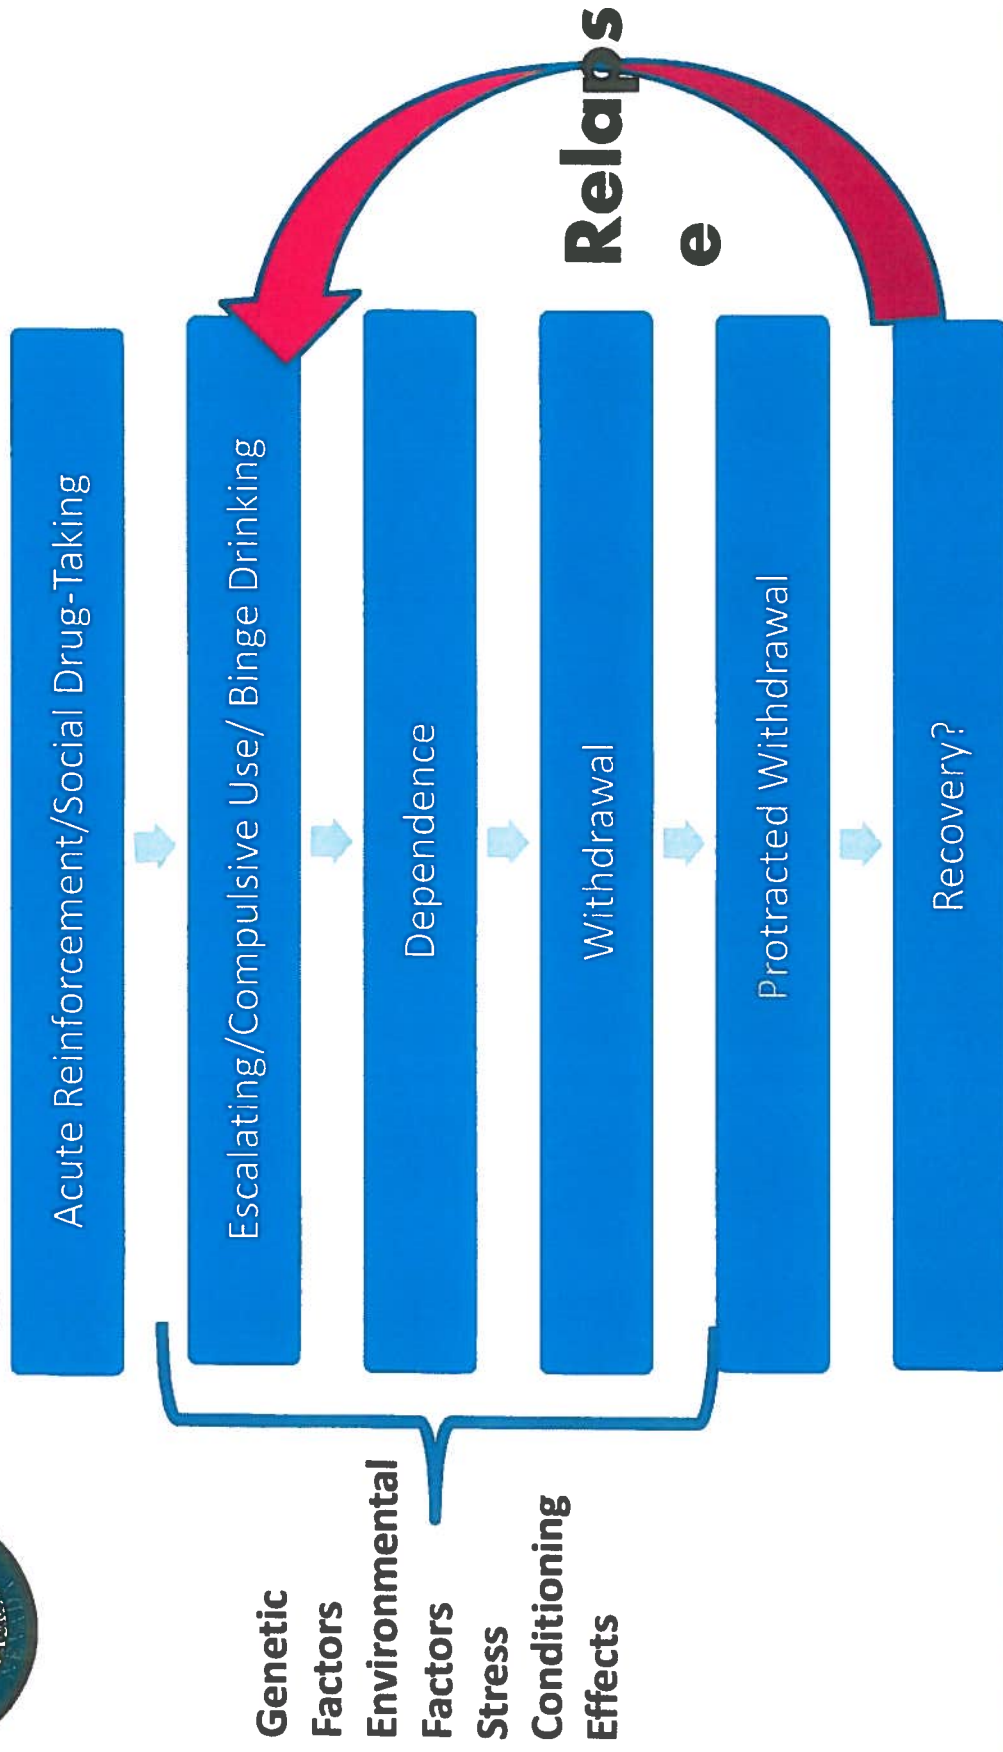 Acute Reinforcement/Social Drug-Taking
Escalating/Compulsive Use/ Binge Drinking
Dependence
Withdrawal
Protracted Withdrawal
Recovery?
Genetic
Factors
Environmental
Factors
Stress
Conditioning
Effects
Relaps
e